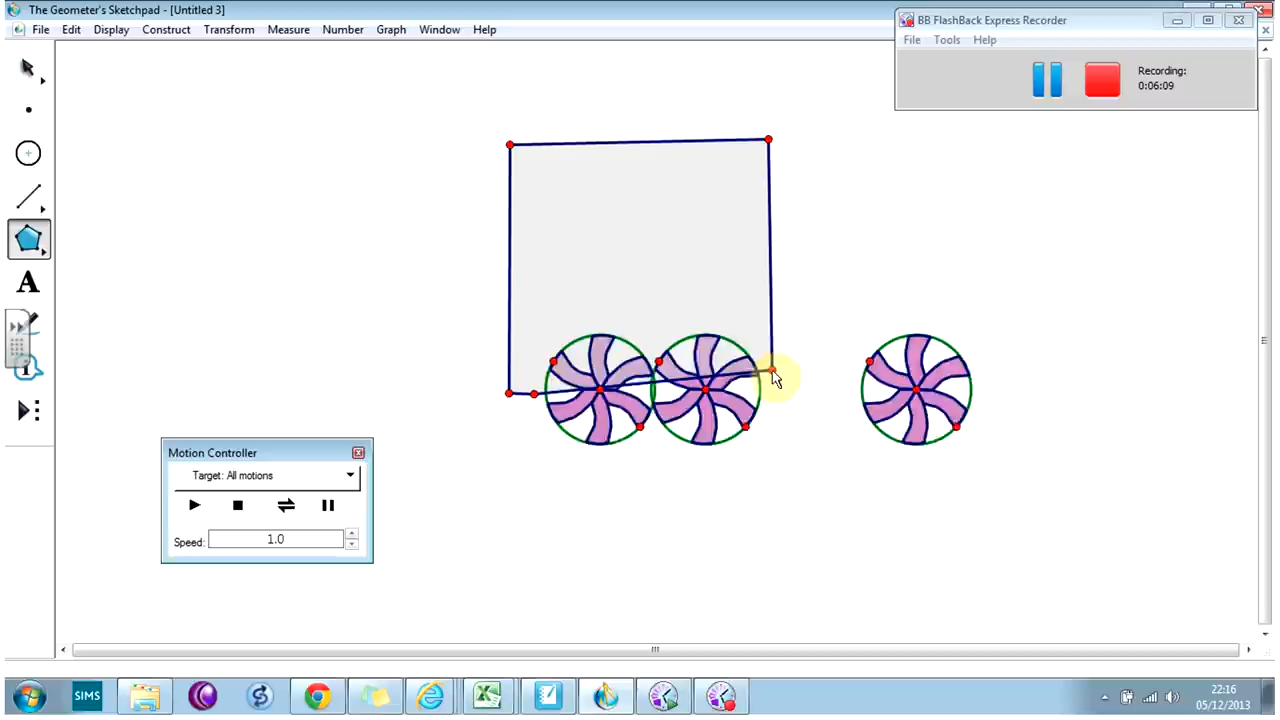 The Geometer's Sketchpad - [Untitled 3]
File Edit Display Construct Transform Measure Number Graph Window Help
BB FlashBack Express Recorder
File Tools Help
Recording:
0:06:09
A
Motion Controller
Target: All motions
Speed: 1.0
SIMS
22:16
05/12/2013